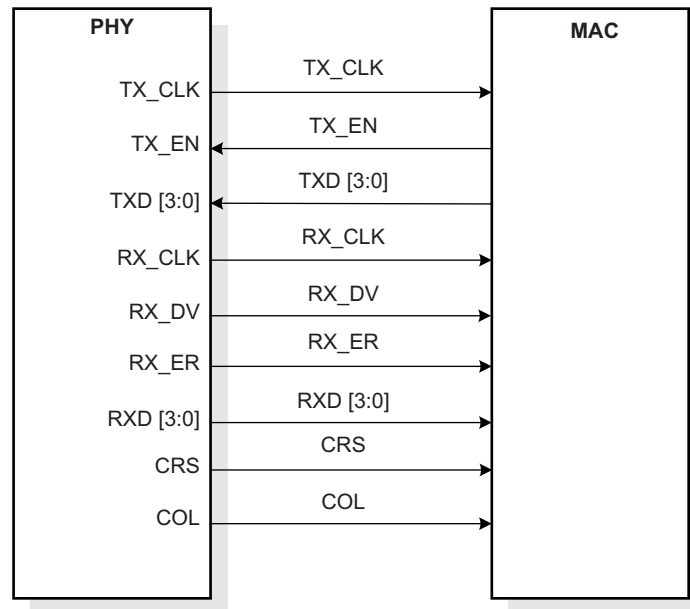 PHY
MAC
TX_CLK
TX_CLK
TX_EN
TX_EN
TXD [3:0]
TXD [3:0]
RX_CLK
RX_CLK
RX_DV
RX_DV
RX_ER
RX_ER
RXD [3:0]
RXD [3:0]
CRS
CRS
COL
COL